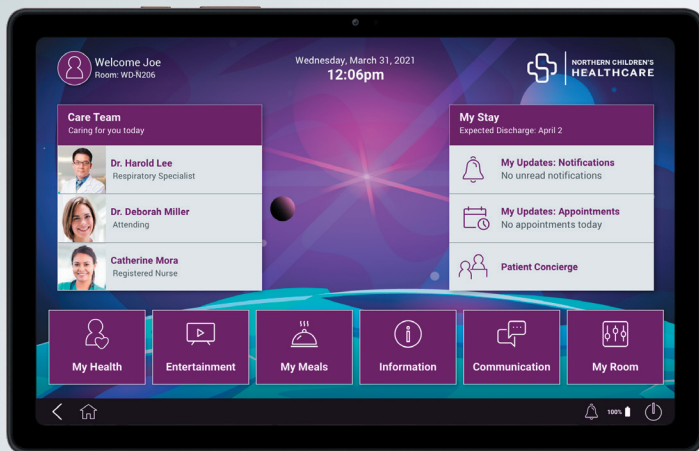 Welcome Joe
Room: WD-N206
Wednesday, March 31, 2021
12:06pm
NORTHERN CHILDREN'S
HEALTHCARE
Care Team
Caring for you today
Dr. Harold Lee
Respiratory Specialist
Dr. Deborah Miller
Attending
Catherine Mora
Registered Nurse
My Stay
Expected Discharge: April 2
My Updates: Notifications
No unread notifications
My Updates: Appointments
No appointments today
Patient Concierge
My Health
Entertainment
My Meals
Information
Communication
My Room
100%